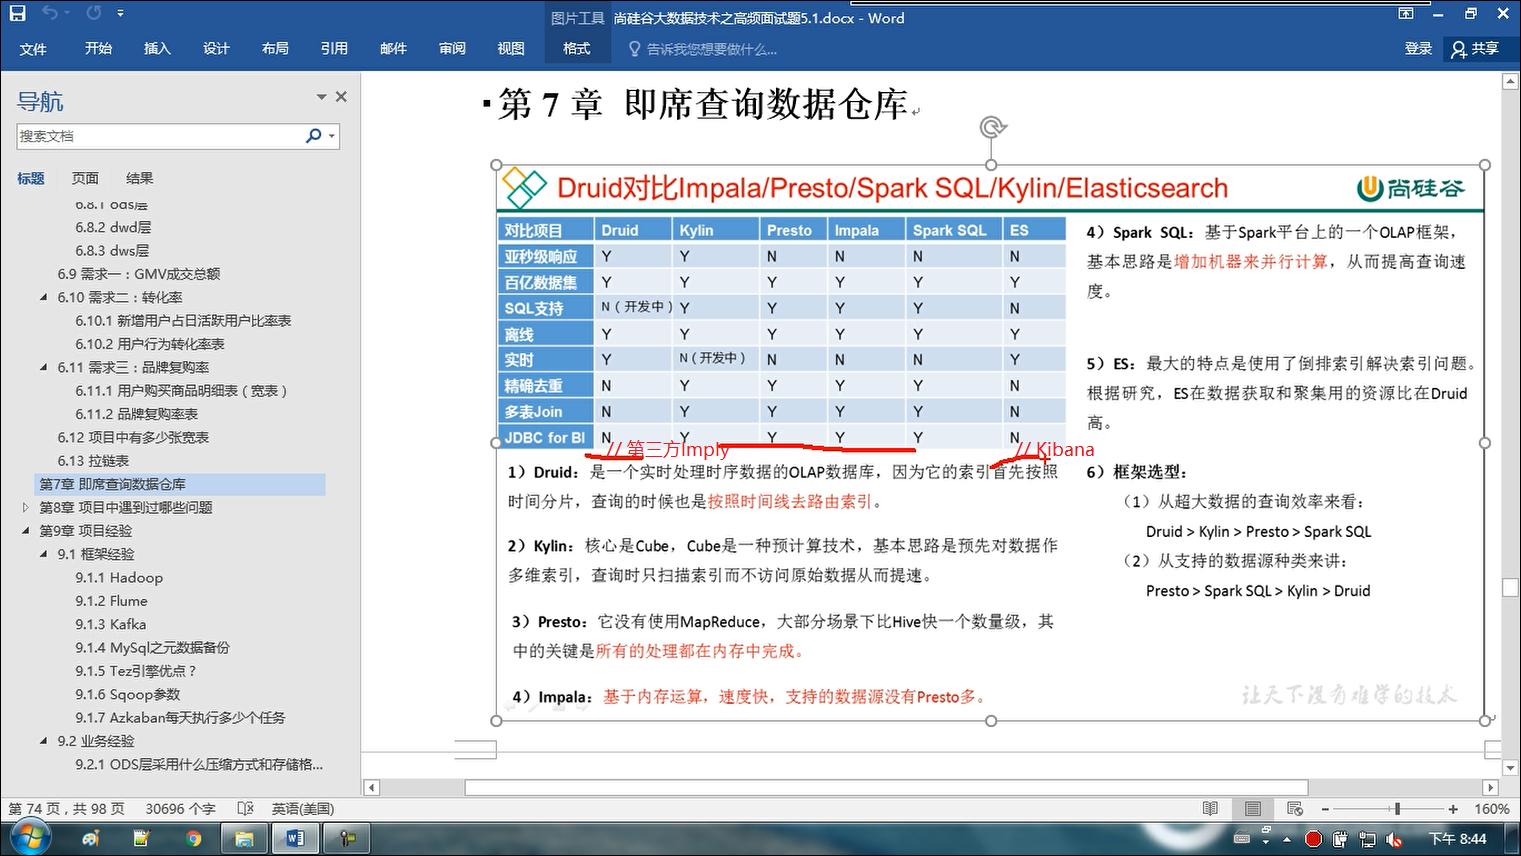 尚硅谷大数据技术之高频面试题5.1.docx - Word
图片工具
文件 开始 插入 设计 布局 引用 邮件 审阅 视图 格式 告诉我您想要做什么... 登录 共享
导航
搜索文档
标题 页面 结果
6.8.1 ods层
6.8.2 dwd层
6.8.3 dws层
6.9 需求一：GMV成交总额
6.10 需求二：转化率
6.10.1 新增用户占日活跃用户比率表
6.10.2 用户行为转化率表
6.11 需求三：品牌复购率
6.11.1 用户购买商品明细表（宽表）
6.11.2 品牌复购率表
6.12 项目中有多少张宽表
6.13 拉链表
第7章 即席查询数据仓库
第8章 项目中遇到过哪些问题
第9章 项目经验
9.1 框架经验
9.1.1 Hadoop
9.1.2 Flume
9.1.3 Kafka
9.1.4 MySql之元数据备份
9.1.5 Tez引擎优点？
9.1.6 Sqoop参数
9.1.7 Azkaban每天执行多少个任务
9.2 业务经验
9.2.1 ODS层采用什么压缩方式和存储格...
第 7 章 即席查询数据仓库
Druid对比Impala/Presto/Spark SQL/Kylin/Elasticsearch
尚硅谷
对比项目 Druid Kylin Presto Impala Spark SQL ES
亚秒级响应 Y Y N N N N
百亿数据集 Y Y Y Y Y Y
SQL支持 N（开发中） Y Y Y Y N
离线 Y Y Y Y Y Y
实时 Y N（开发中） N N N Y
精确去重 N Y Y Y Y N
多表Join N Y Y Y Y N
JDBC for BI N Y Y Y Y N
// 第三方Imply
// Kibana
1）Druid：是一个实时处理时序数据的OLAP数据库，因为它的索引首先按照
时间分片，查询的时候也是按照时间线去路由索引。
2）Kylin：核心是Cube，Cube是一种预计算技术，基本思路是预先对数据作
多维索引，查询时只扫描索引而不访问原始数据从而提速。
3）Presto：它没有使用MapReduce，大部分场景下比Hive快一个数量级，其
中的关键是所有的处理都在内存中完成。
4）Impala：基于内存运算，速度快，支持的数据源没有Presto多。
4）Spark SQL：基于Spark平台上的一个OLAP框架，
基本思路是增加机器来并行计算，从而提高查询速
度。
5）ES：最大的特点是使用了倒排索引解决索引问题。
根据研究，ES在数据获取和聚集用的资源比在Druid
高。
6）框架选型：
（1）从超大数据的查询效率来看：
Druid > Kylin > Presto > Spark SQL
（2）从支持的数据源种类来讲：
Presto > Spark SQL > Kylin > Druid
让天下没有难学的技术
第 74 页，共 98 页 30696 个字 英语(美国) 160%
下午 8:44